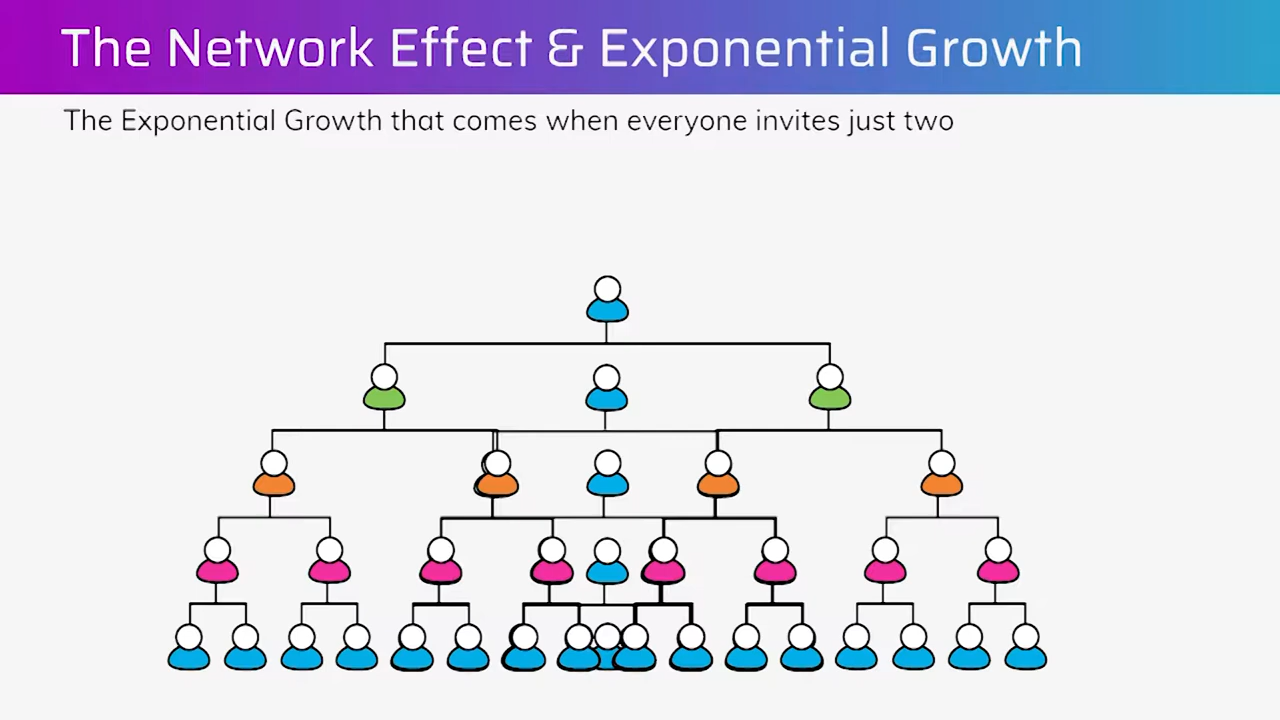 The Network Effect & Exponential Growth
The Exponential Growth that comes when everyone invites just two